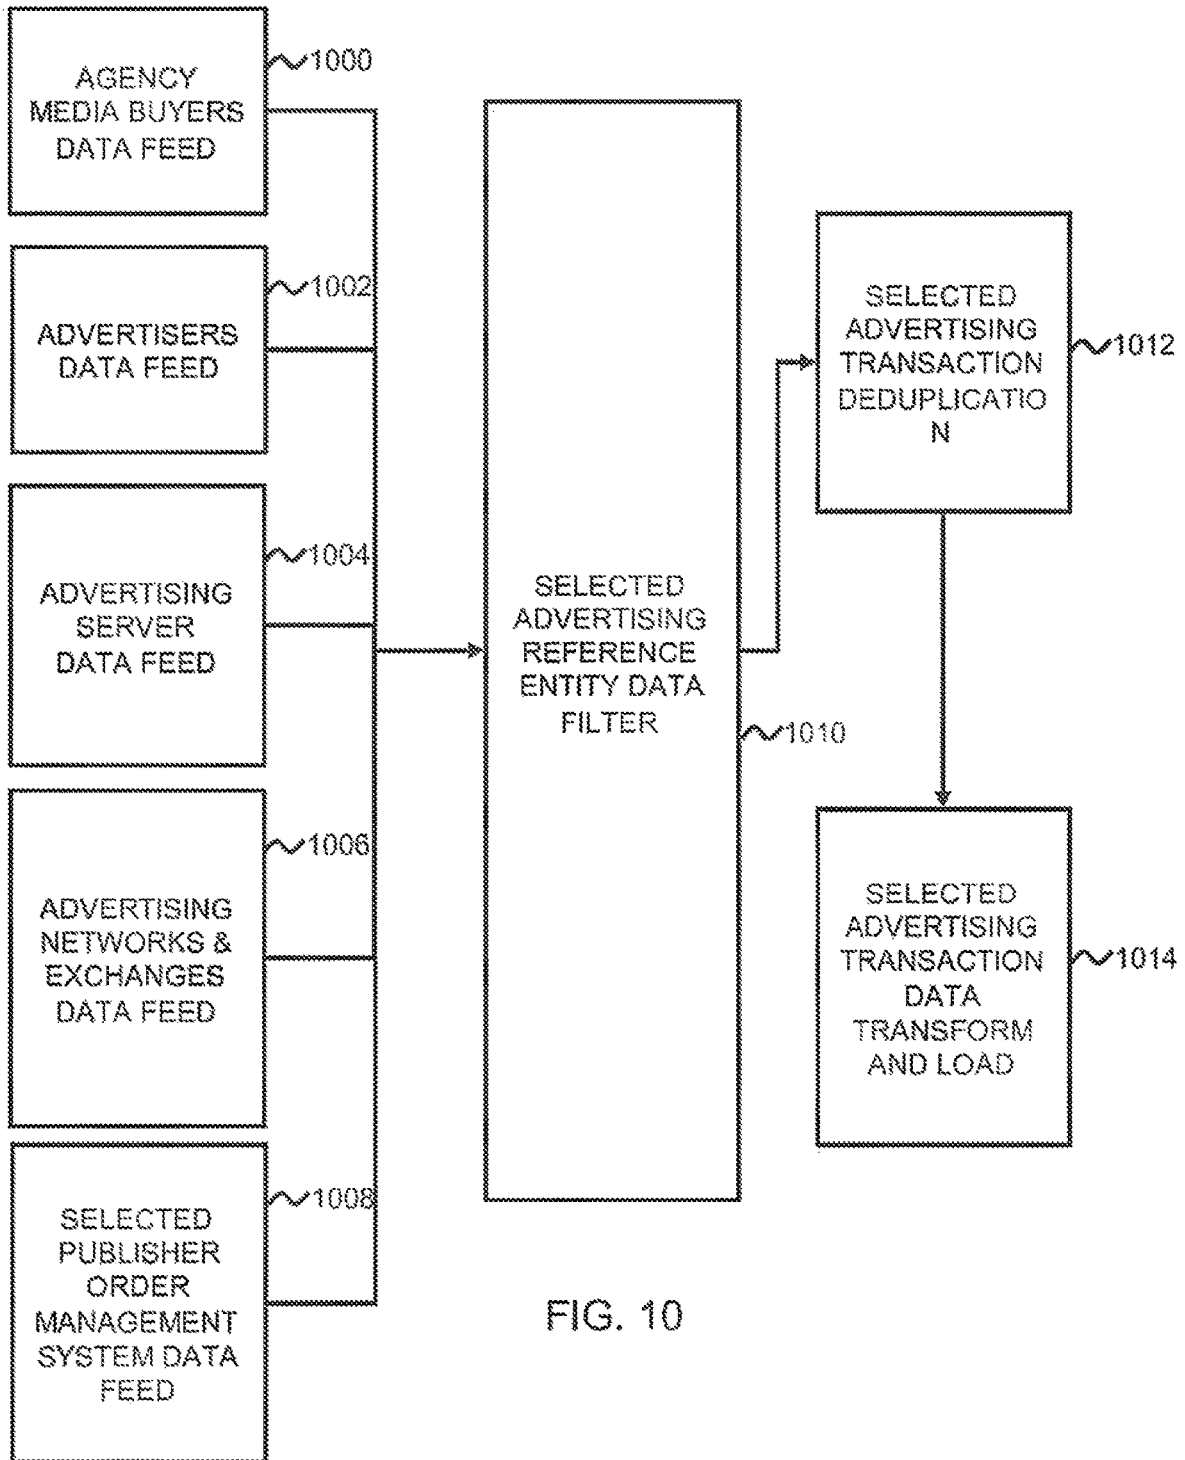 AGENCY
MEDIA BUYERS
DATA FEED
1000
ADVERTISERS
DATA FEED
1002
ADVERTISING
SERVER
DATA FEED
1004
ADVERTISING
NETWORKS &
EXCHANGES
DATA FEED
1006
SELECTED
PUBLISHER
ORDER
MANAGEMENT
SYSTEM DATA
FEED
1008
SELECTED
ADVERTISING
REFERENCE
ENTITY DATA
FILTER
1010
SELECTED
ADVERTISING
TRANSACTION
DEDUPLICATIO
N
1012
SELECTED
ADVERTISING
TRANSACTION
DATA
TRANSFORM
AND LOAD
1014
FIG. 10